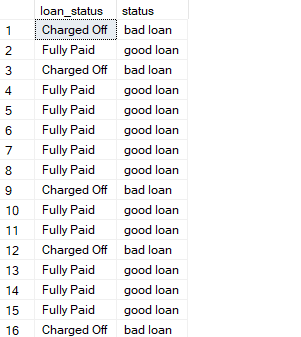 loan_status status
1 Charged Off bad loan
2 Fully Paid good loan
3 Charged Off bad loan
4 Fully Paid good loan
5 Fully Paid good loan
6 Fully Paid good loan
7 Fully Paid good loan
8 Fully Paid good loan
9 Charged Off bad loan
10 Fully Paid good loan
11 Fully Paid good loan
12 Charged Off bad loan
13 Fully Paid good loan
14 Fully Paid good loan
15 Fully Paid good loan
16 Charged Off bad loan